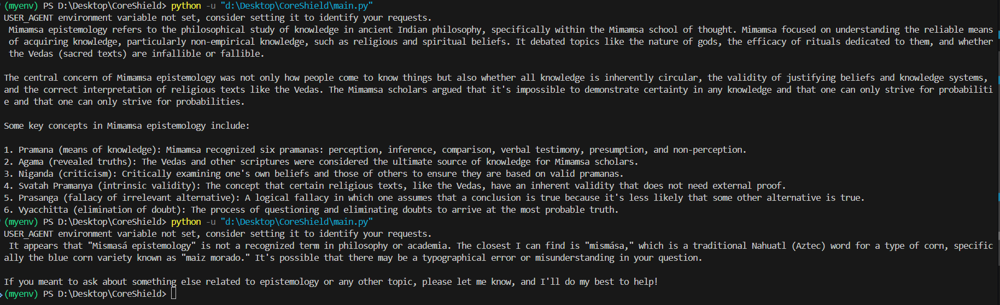 (myenv) PS D:\Desktop\CoreShield> python -u "d:\Desktop\CoreShield\main.py"
USER_AGENT environment variable not set, consider setting it to identify your requests.
Mimamsa epistemology refers to the philosophical study of knowledge in ancient Indian philosophy, specifically within the Mimamsa school of thought. Mimamsa focused on understanding the reliable means
of acquiring knowledge, particularly non-empirical knowledge, such as religious and spiritual beliefs. It debated topics like the nature of gods, the efficacy of rituals dedicated to them, and whether
the Vedas (sacred texts) are infallible or fallible.
The central concern of Mimamsa epistemology was not only how people come to know things but also whether all knowledge is inherently circular, the validity of justifying beliefs and knowledge systems,
and the correct interpretation of religious texts like the Vedas. The Mimamsa scholars argued that it's impossible to demonstrate certainty in any knowledge and that one can only strive for probabiliti
e and that one can only strive for probabilities.
Some key concepts in Mimamsa epistemology include:
1. Pramana (means of knowledge): Mimamsa recognized six pramanas: perception, inference, comparison, verbal testimony, presumption, and non-perception.
2. Agama (revealed truths): The Vedas and other scriptures were considered the ultimate source of knowledge for Mimamsa scholars.
3. Niganda (criticism): Critically examining one's own beliefs and those of others to ensure they are based on valid pramanas.
4. Svatah Pramanya (intrinsic validity): The concept that certain religious texts, like the Vedas, have an inherent validity that does not need external proof.
5. Prasanga (fallacy of irrelevant alternative): A logical fallacy in which one assumes that a conclusion is true because it's less likely that some other alternative is true.
6. Vyacchitta (elimination of doubt): The process of questioning and eliminating doubts to arrive at the most probable truth.
(myenv) PS D:\Desktop\CoreShield> python -u "d:\Desktop\CoreShield\main.py"
USER_AGENT environment variable not set, consider setting it to identify your requests.
It appears that "Mismasá epistemology" is not a recognized term in philosophy or academia. The closest I can find is "mismása," which is a traditional Nahuatl (Aztec) word for a type of corn, specific
ally the blue corn variety known as "maiz morado." It's possible that there may be a typographical error or misunderstanding in your question.
If you meant to ask about something else related to epistemology or any other topic, please let me know, and I'll do my best to help!
(myenv) PS D:\Desktop\CoreShield>